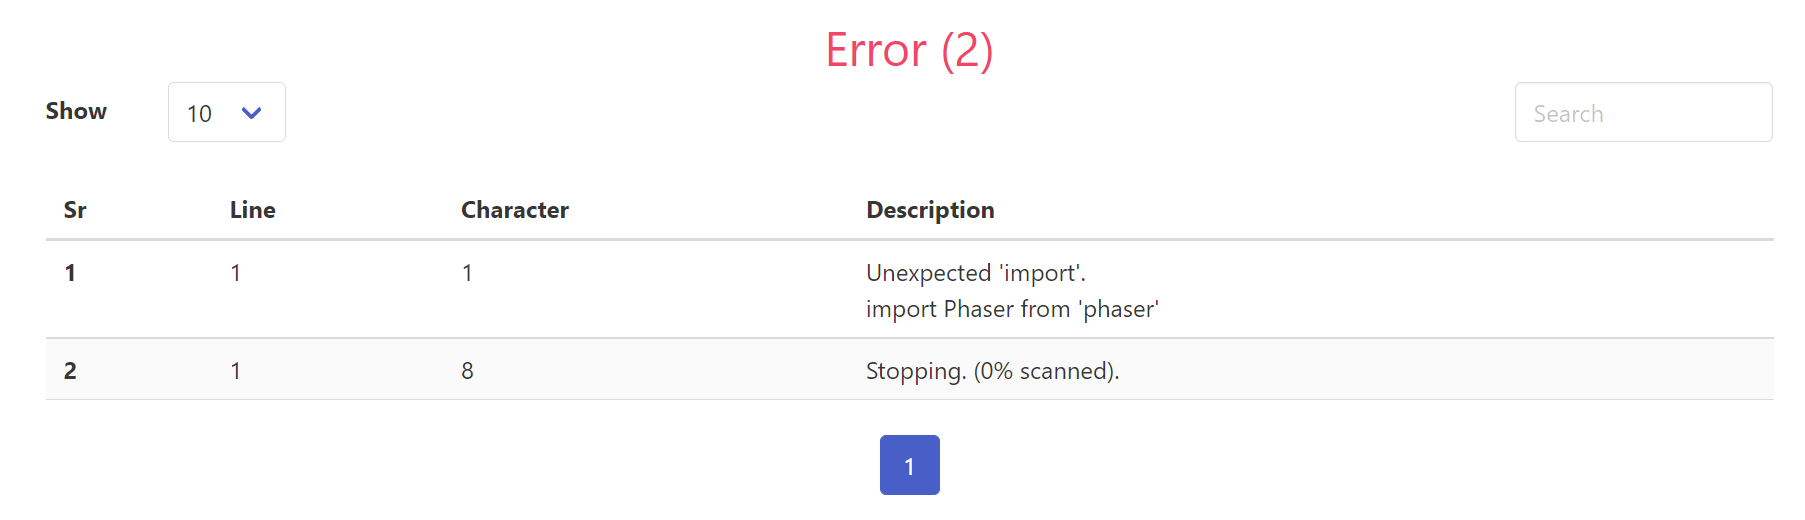 Error (2)
Show 10 Search
Sr Line Character Description
1 1 1 Unexpected 'import'.
import Phaser from 'phaser'
2 1 8 Stopping. (0% scanned).
1